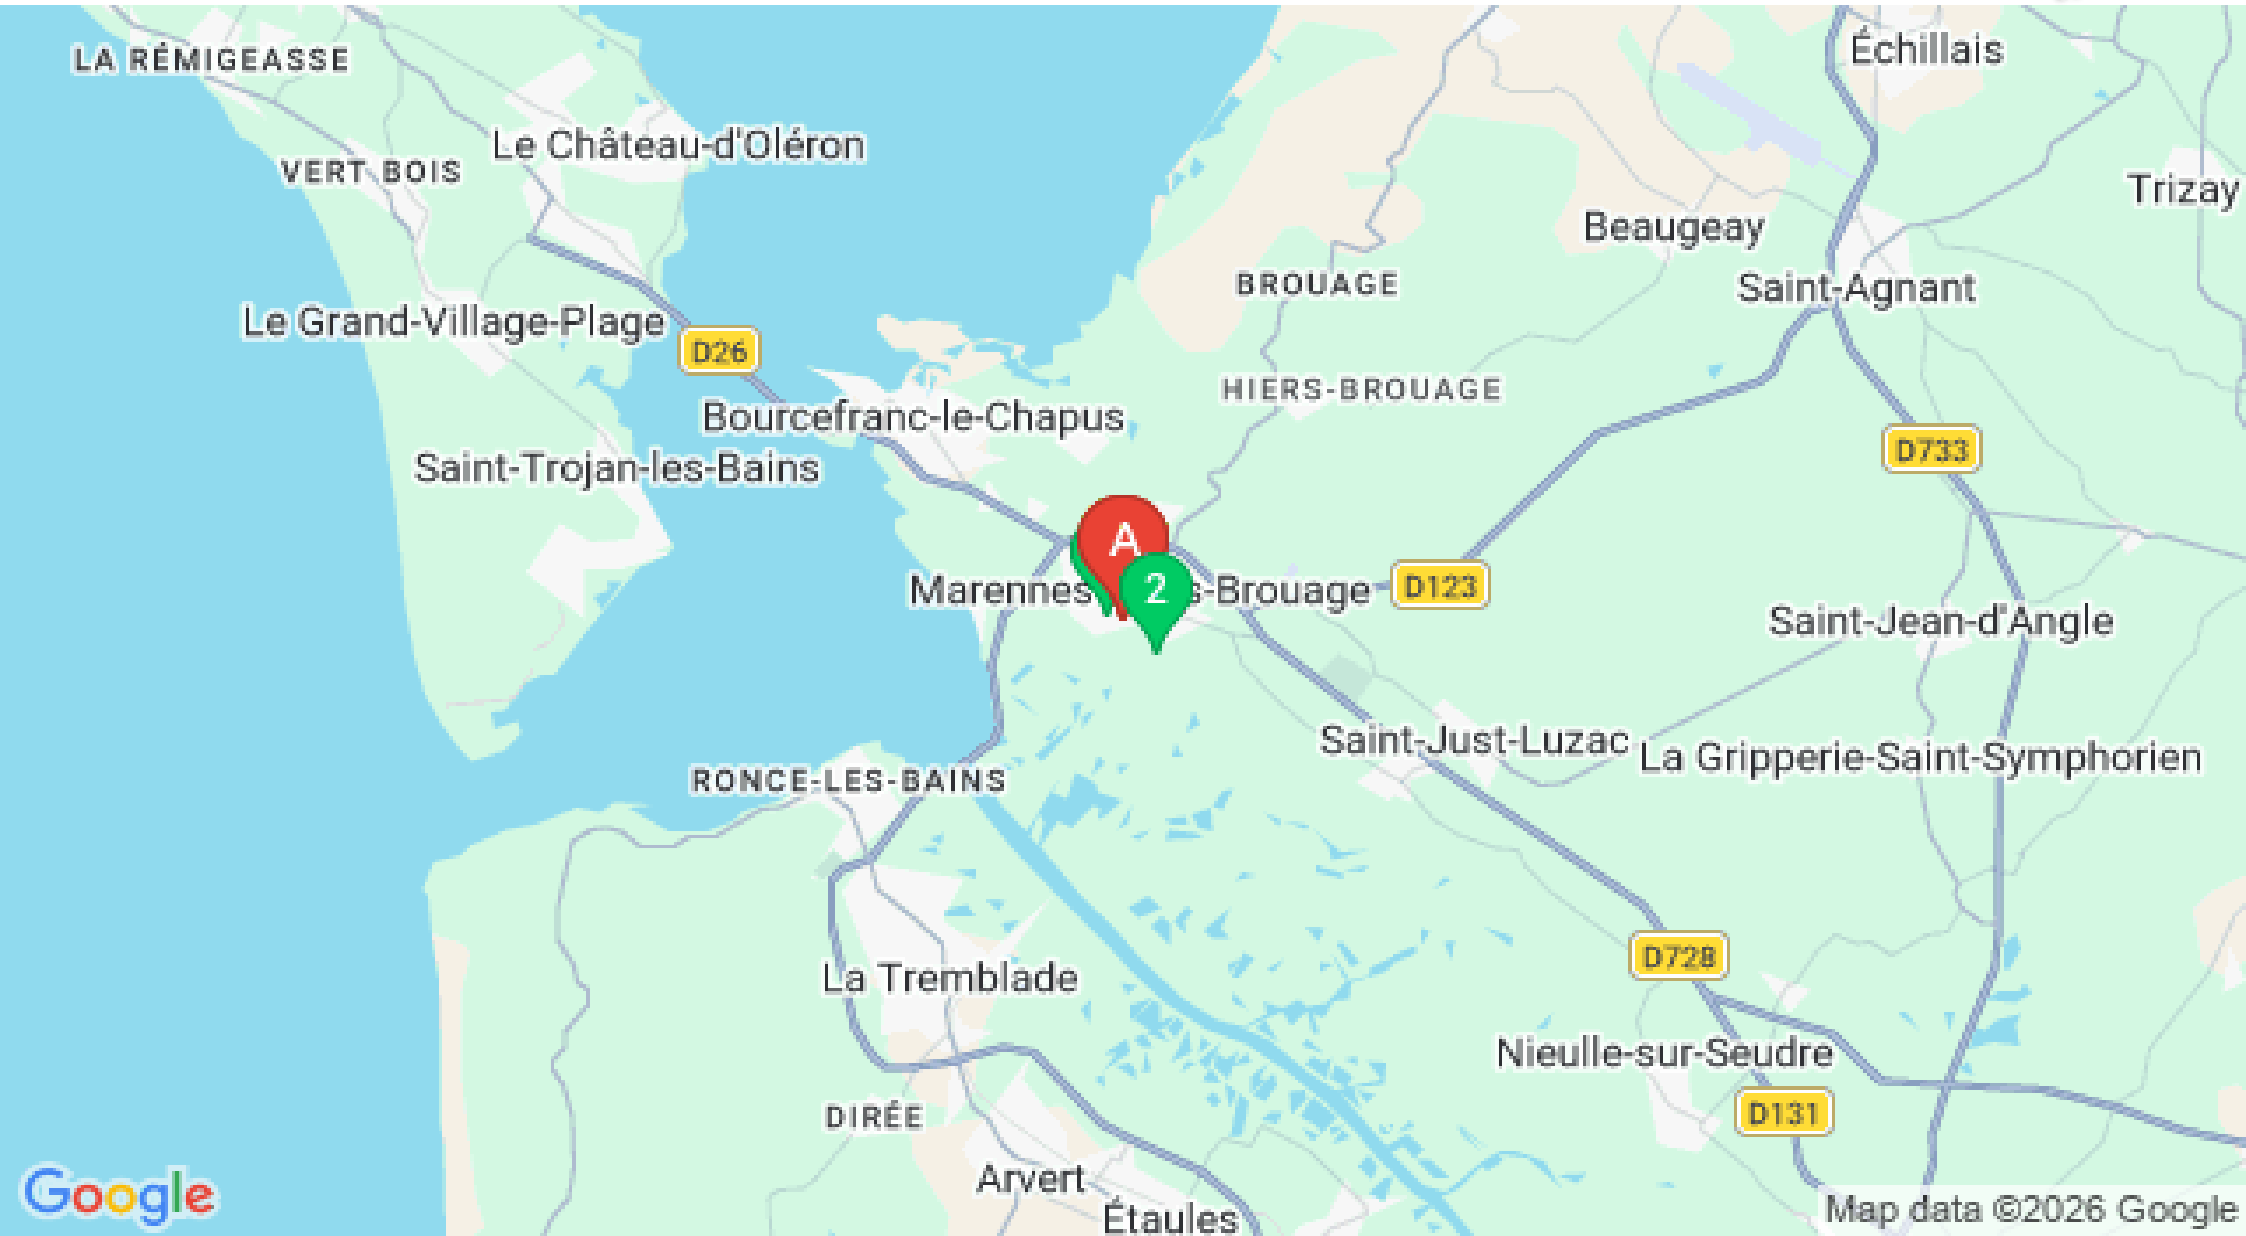 LA RÉMIGEASSE
Échillais
Le Château-d'Oléron
VERT BOIS
Trizay
Beaugeay
BROUAGE
Saint-Agnant
Le Grand-Village-Plage
D26
HIERS-BROUAGE
Bourcefranc-le-Chapus
D733
Saint-Trojan-les-Bains
A
2
Marennes
s-Brouage
D123
Saint-Jean-d'Angle
Saint-Just-Luzac
La Gripperie-Saint-Symphorien
RONCE-LES-BAINS
D728
La Tremblade
Nieulle-sur-Seudre
D131
DIRÉE
Arvert
Google
Étaules
Map data ©2026 Google